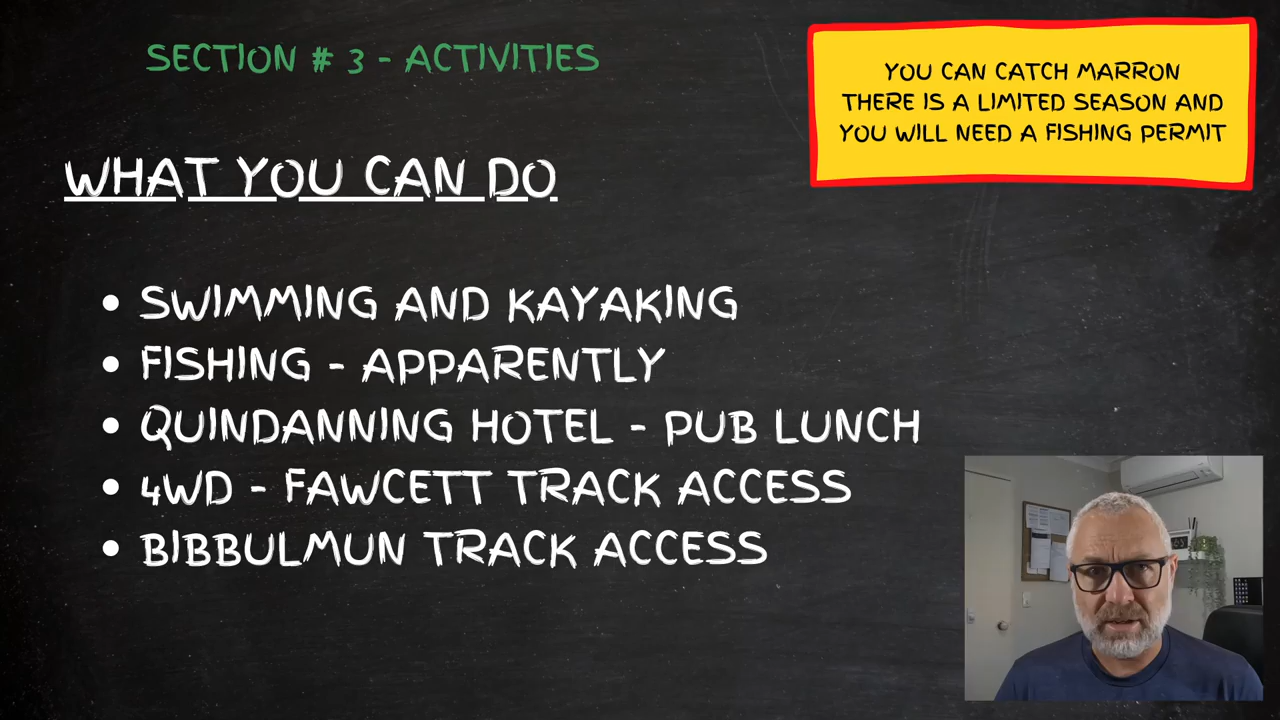 SECTION # 3 - ACTIVITIES
YOU CAN CATCH MARRON
THERE IS A LIMITED SEASON AND
YOU WILL NEED A FISHING PERMIT
WHAT YOU CAN DO
• SWIMMING AND KAYAKING
• FISHING - APPARENTLY
• QUINDANNING HOTEL - PUB LUNCH
• 4WD - FAWCETT TRACK ACCESS
• BIBBULMUN TRACK ACCESS